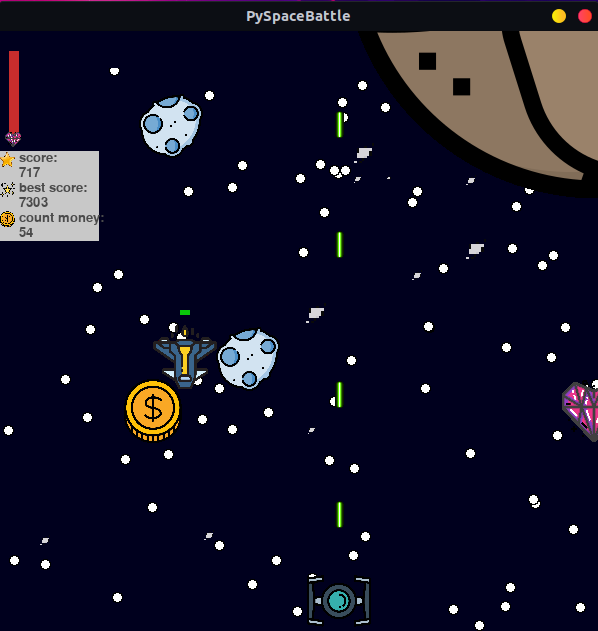 PySpaceBattle
score:
717
best score:
7303
count money:
54
$